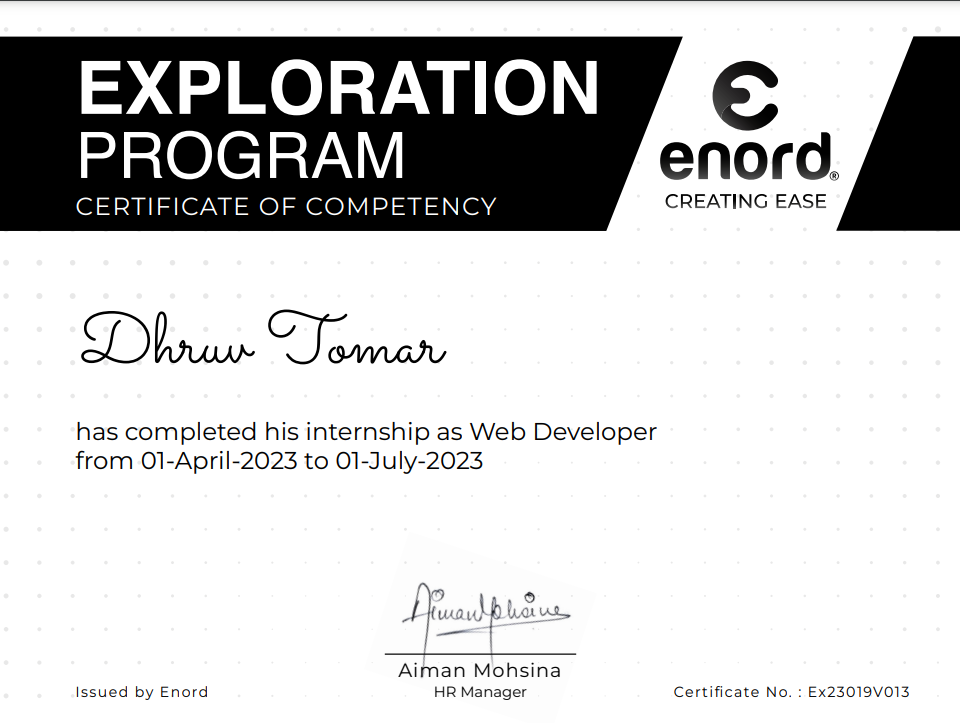 EXPLORATION
PROGRAM
CERTIFICATE OF COMPETENCY
enord®
CREATING EASE
Dhruv Tomar
has completed his internship as Web Developer
from 01-April-2023 to 01-July-2023
Aiman Mohsina
Aiman Mohsina
HR Manager
Issued by Enord
Certificate No. : Ex23019V013